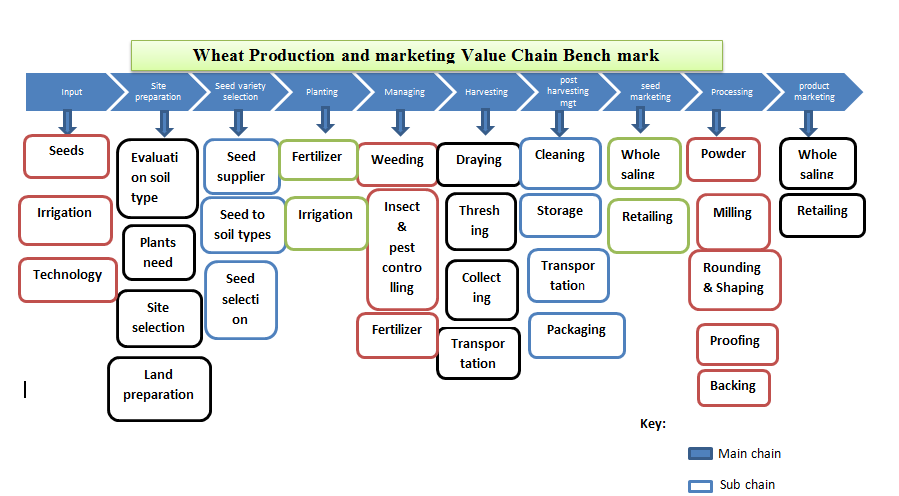 Wheat Production and marketing Value Chain Bench mark
Input
Site
preparation
Seed variety
selection
Planting
Managing
Harvesting
post
harvesting
mgt
seed
marketing
Processing
product
marketing
Seeds
Irrigation
Technology
Evaluati
on soil
type
Plants
need
Site
selection
Land
preparation
Seed
supplier
Seed to
soil types
Seed
selecti
on
Fertilizer
Irrigation
Weeding
Insect
&
pest
contro
lling
Fertilizer
Draying
Thresh
ing
Collect
ing
Transpor
tation
Cleaning
Storage
Transpor
tation
Packaging
Whole
saling
Retailing
Powder
Milling
Rounding
& Shaping
Proofing
Backing
Whole
saling
Retailing
Key:
Main chain
Sub chain